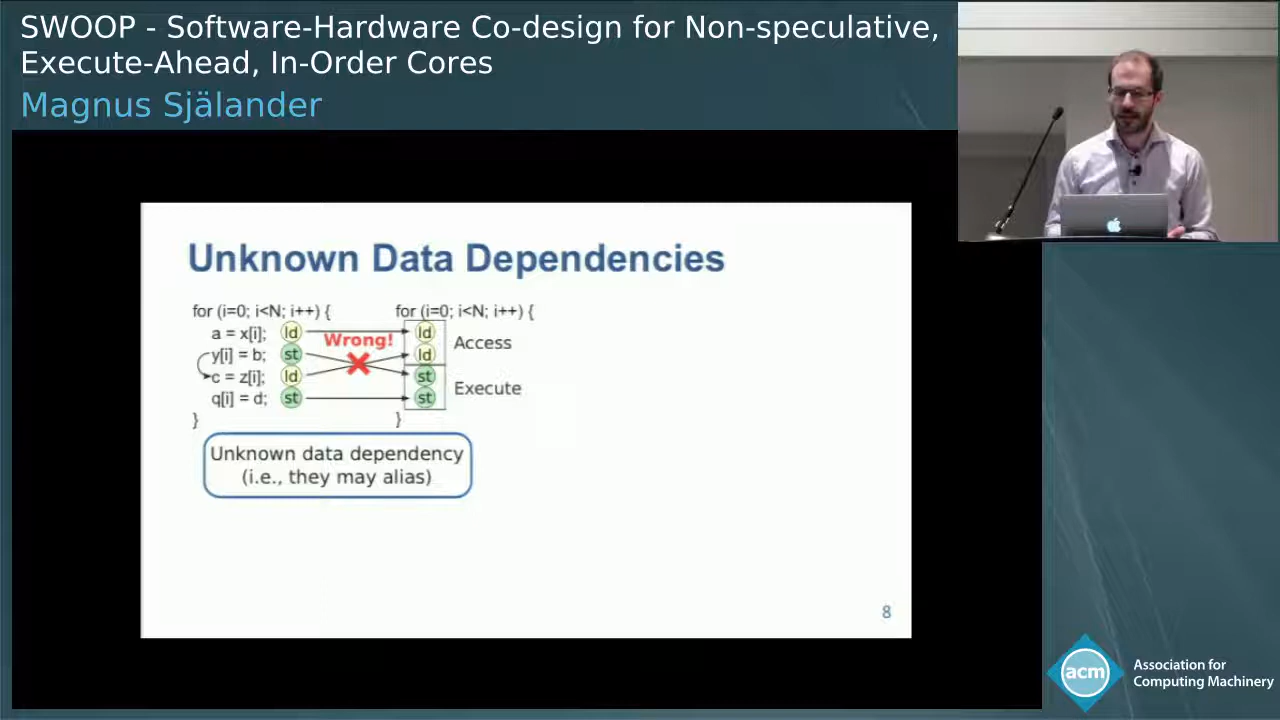 SWOOP - Software-Hardware Co-design for Non-speculative,
Execute-Ahead, In-Order Cores
Magnus Själander
Unknown Data Dependencies
for (i=0; i<N; i++) {
a = x[i]; ld
y[i] = b; st
c = z[i]; ld
q[i] = d; st
}
Wrong!
for (i=0; i<N; i++) {
ld
ld
Access
st
st
Execute
}
Unknown data dependency
(i.e., they may alias)
8
acm
Association for
Computing Machinery